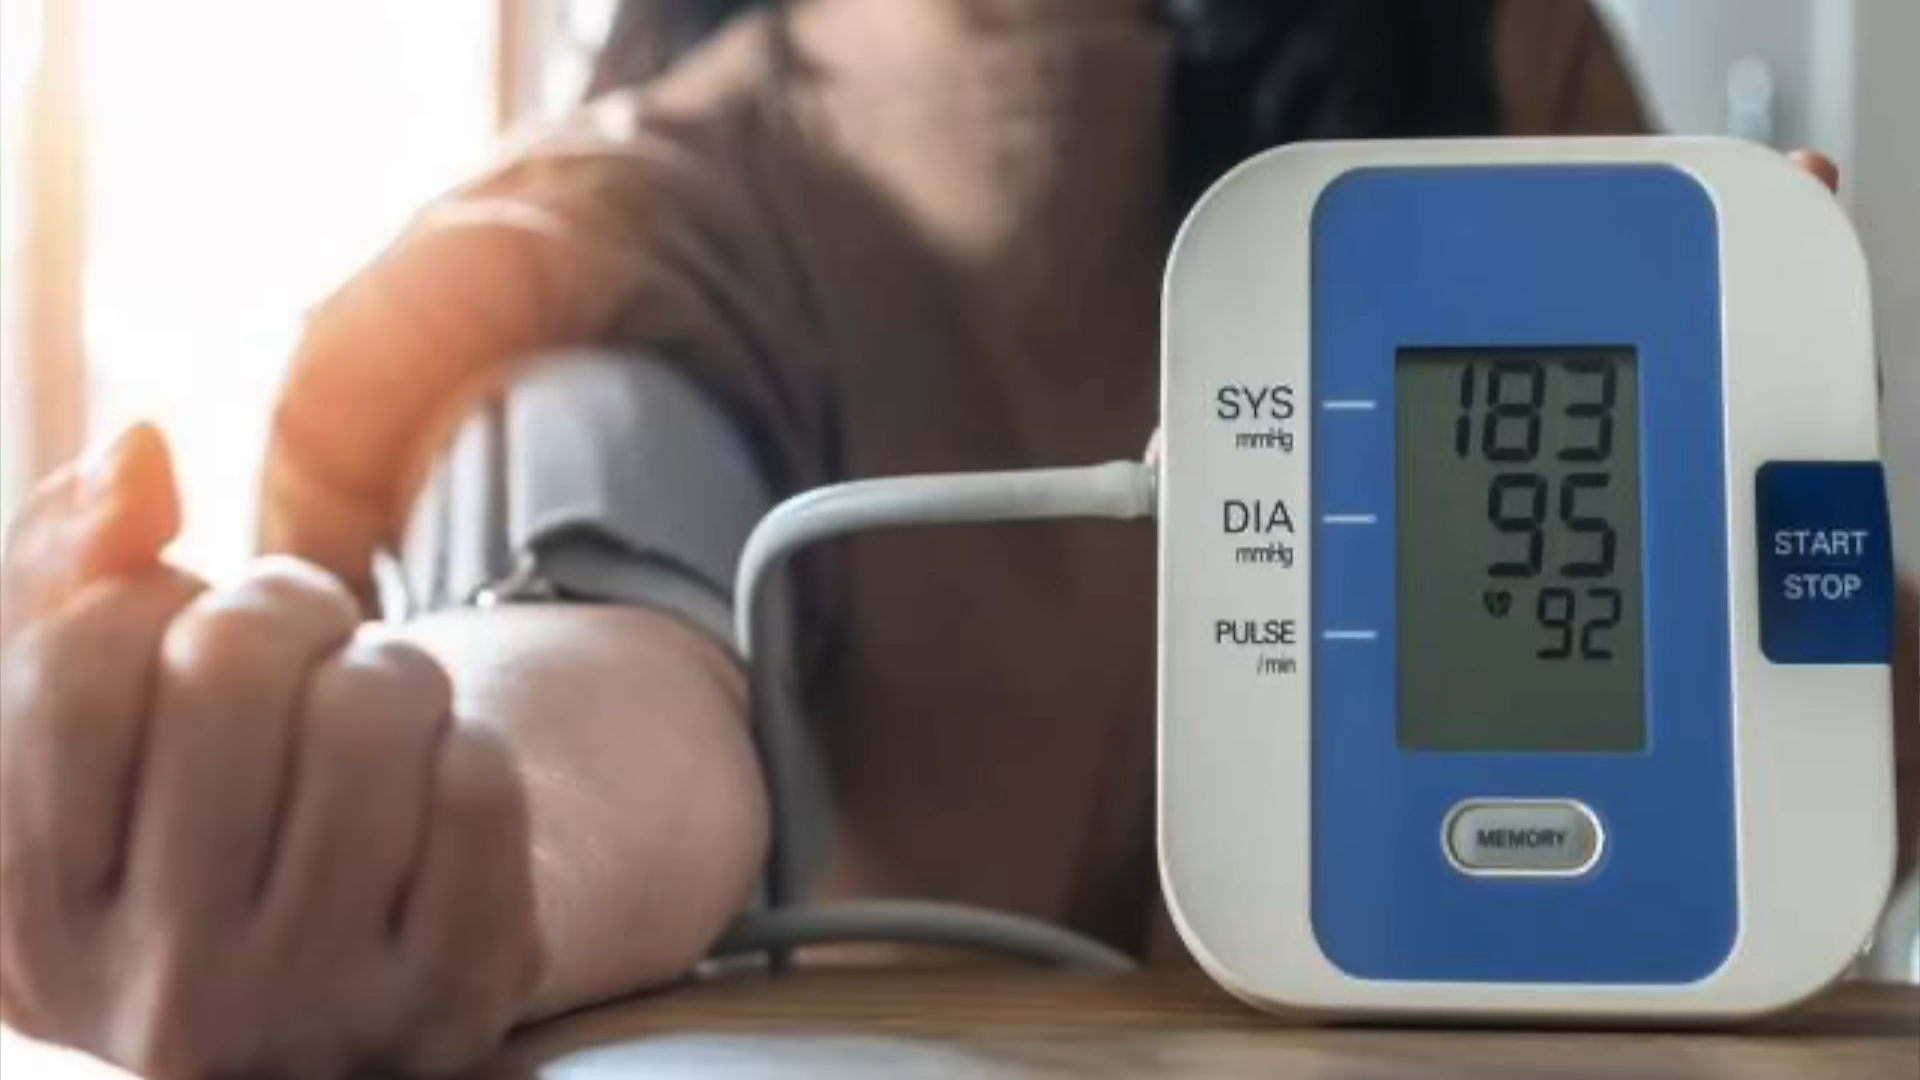 SYS
mmHg
183
DIA
mmHg
95
PULSE
/min
92
START
STOP
MEMORY